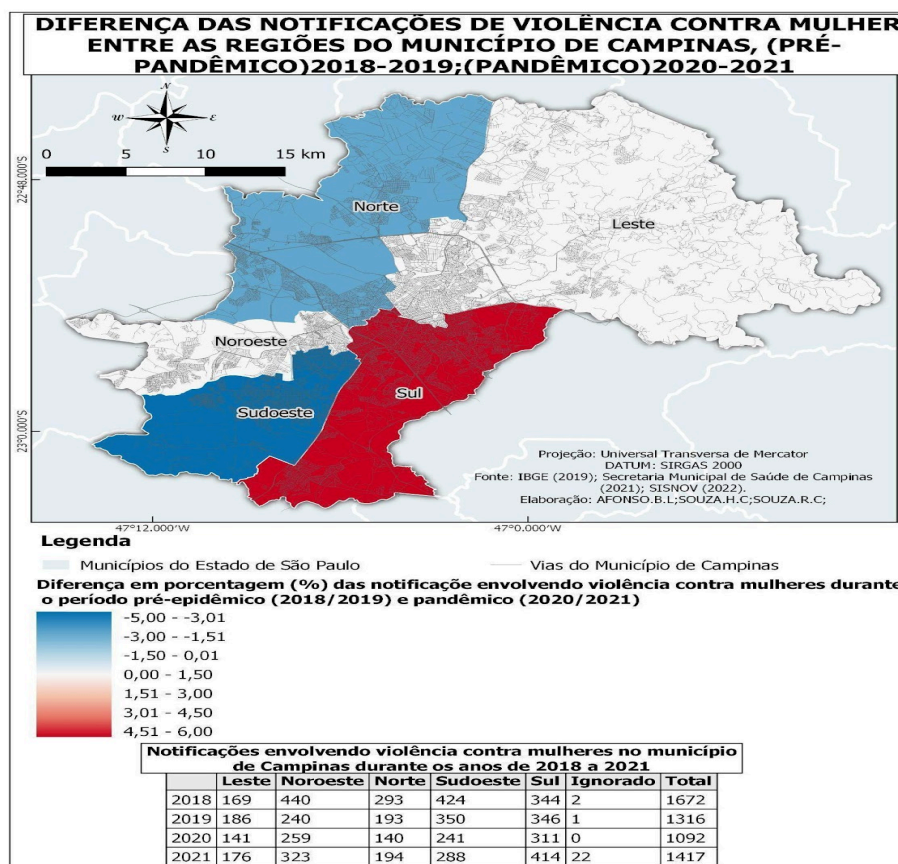 DIFERENÇA DAS NOTIFICAÇÕES DE VIOLÊNCIA CONTRA MULHER
ENTRE AS REGIÕES DO MUNICÍPIO DE CAMPINAS, (PRÉ-
PANDÊMICO)2018-2019;(PANDÊMICO)2020-2021
N
W E
S
0 5 10 15 km
22°48.000'S
Norte
Leste
Noroeste
Sul
Sudoeste
23°0.000'S
Projeção: Universal Transversa de Mercator
DATUM: SIRGAS 2000
Fonte: IBGE (2019); Secretaria Municipal de Saúde de Campinas
(2021); SISNOV (2022).
Elaboração: AFONSO.B.L;SOUZA.H.C;SOUZA.R.C;
47°12.000'W 47°0.000'W
Legenda
Municípios do Estado de São Paulo Vias do Município de Campinas
Diferença em porcentagem (%) das notificaçõe envolvendo violência contra mulheres durante
o período pré-epidêmico (2018/2019) e pandêmico (2020/2021)
-5,00 - -3,01
-3,00 - -1,51
-1,50 - 0,01
0,00 - 1,50
1,51 - 3,00
3,01 - 4,50
4,51 - 6,00
Notificações envolvendo violência contra mulheres no município
de Campinas durante os anos de 2018 a 2021
Leste Noroeste Norte Sudoeste Sul Ignorado Total
2018 169 440 293 424 344 2 1672
2019 186 240 193 350 346 1 1316
2020 141 259 140 241 311 0 1092
2021 176 323 194 288 414 22 1417